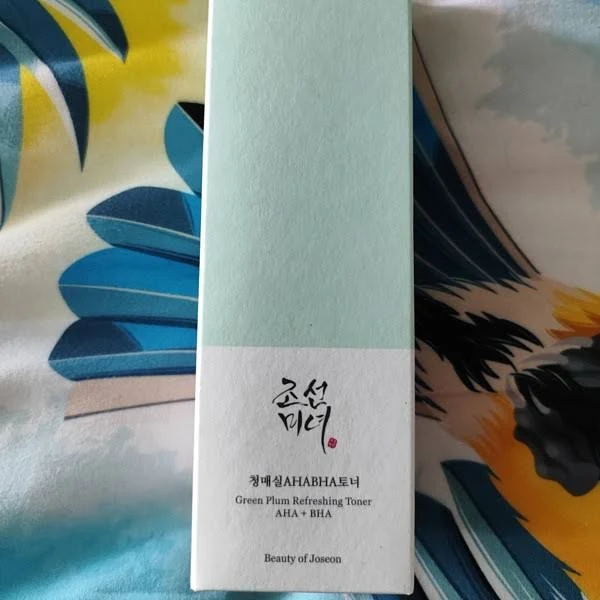 조선
미녀
청매실AHABHA토너
Green Plum Refreshing Toner
AHA + BHA
Beauty of Joseon